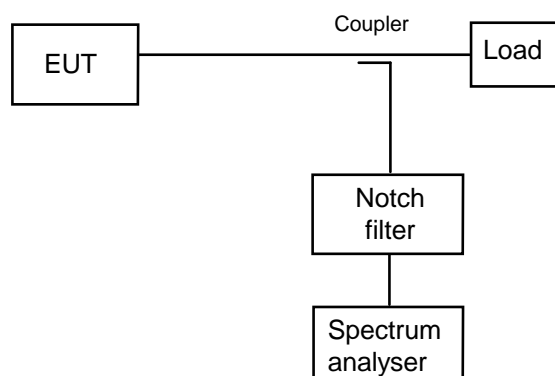 Coupler
EUT
Load
Notch
filter
Spectrum
analyser